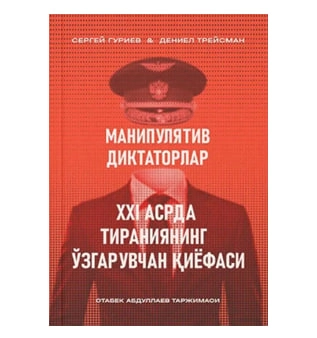 СЕРГЕЙ ГУРИЕВ & ДЕНИЕЛ ТРЕЙСМАН
МАНИПУЛЯТИВ
ДИКТАТОРЛАР
XXI АСРДА
ТИРАНИЯНИНГ
ЎЗГАРУВЧАН ҚИЁФАСИ
ОТАБЕК АБДУЛЛАЕВ ТАРЖИМАСИ